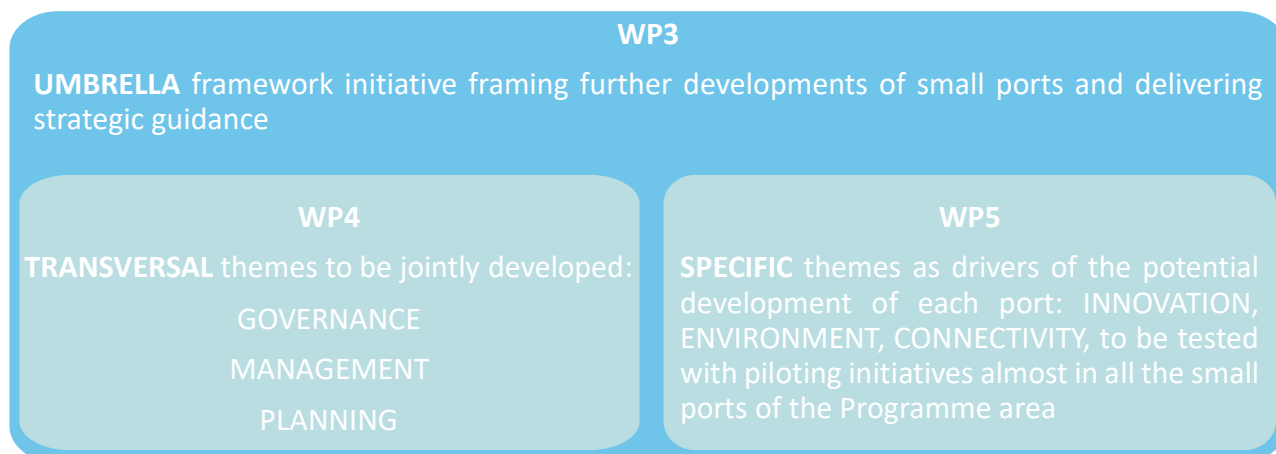 WP3
UMBRELLA framework initiative framing further developments of small ports and delivering
strategic guidance
WP4
TRANSVERSAL themes to be jointly developed:
GOVERNANCE
MANAGEMENT
PLANNING
WP5
SPECIFIC themes as drivers of the potential
development of each port: INNOVATION,
ENVIRONMENT, CONNECTIVITY, to be tested
with piloting initiatives almost in all the small
ports of the Programme area